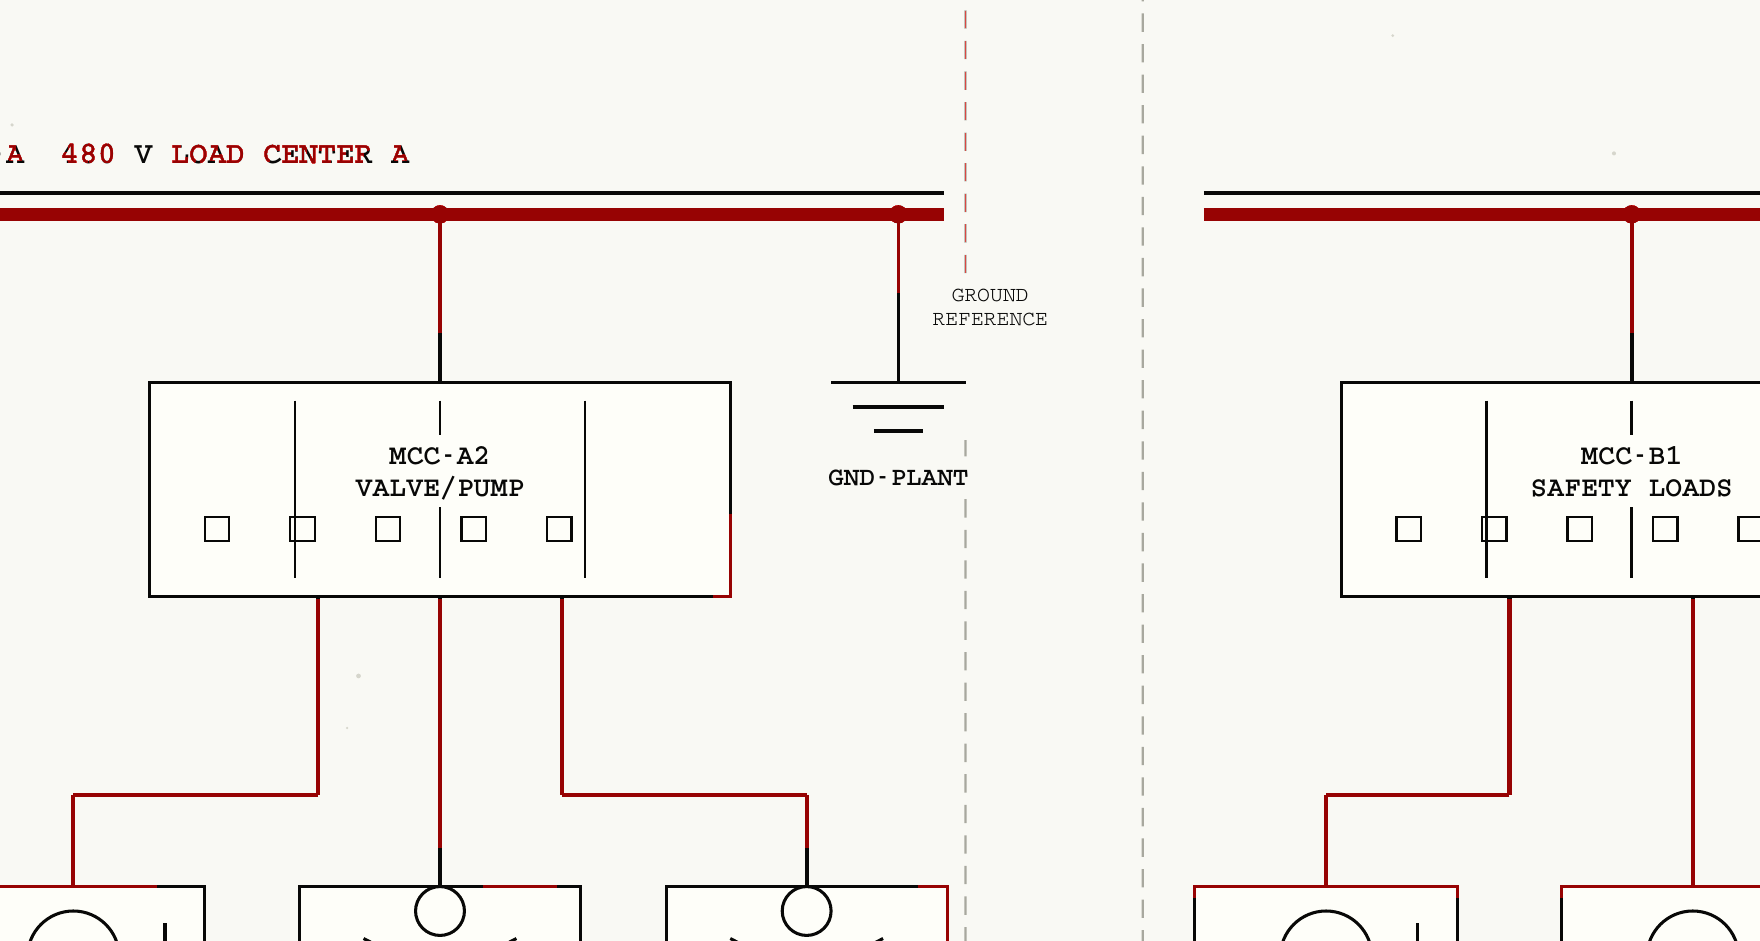 A 480 V LOAD CENTER A
GROUND
REFERENCE
MCC-A2
VALVE/PUMP
GND-PLANT
MCC-B1
SAFETY LOADS